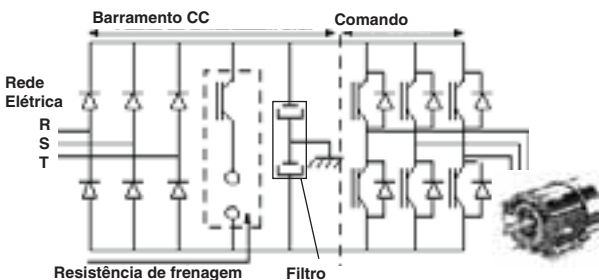 Barramento CC
Comando
Rede
Elétrica
R
S
T
Resistência de frenagem
Filtro